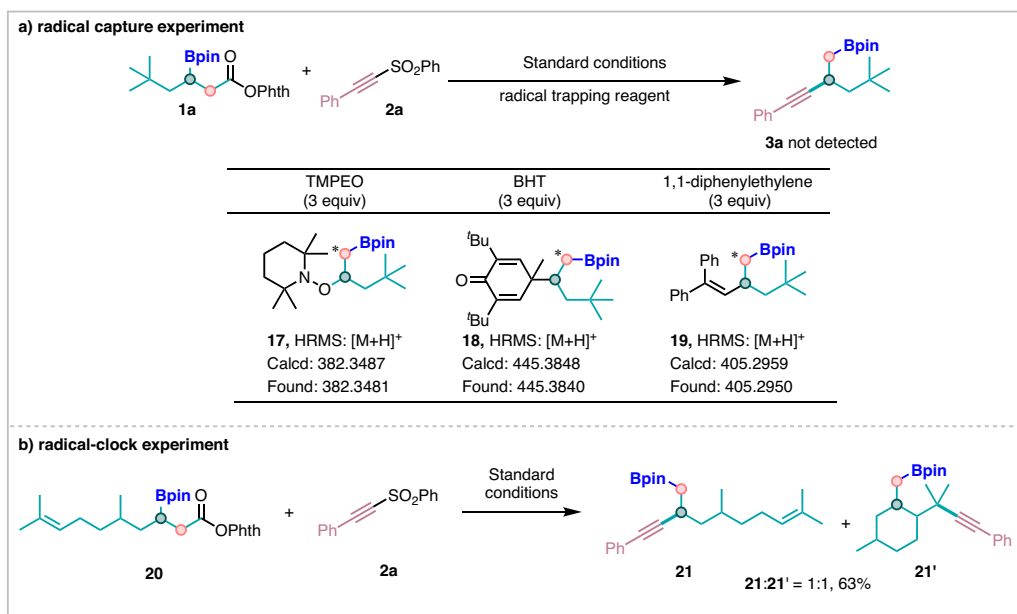 a) radical capture experiment
Bpin
O
OPhth
1a
+
SO2Ph
Ph
2a
Standard conditions
radical trapping reagent
Bpin
Ph
3a not detected
TMPEO
(3 equiv)
BHT
(3 equiv)
1,1-diphenylethylene
(3 equiv)
* Bpin
N
O
17, HRMS: [M+H]+
Calcd: 382.3487
Found: 382.3481
tBu
*
Bpin
O
tBu
18, HRMS: [M+H]+
Calcd: 445.3848
Found: 445.3840
Ph
* Bpin
Ph
19, HRMS: [M+H]+
Calcd: 405.2959
Found: 405.2950
b) radical-clock experiment
Bpin
O
OPhth
20
+
SO2Ph
Ph
2a
Standard
conditions
Bpin
Ph
21
+
Bpin
Ph
21'
21:21' = 1:1, 63%